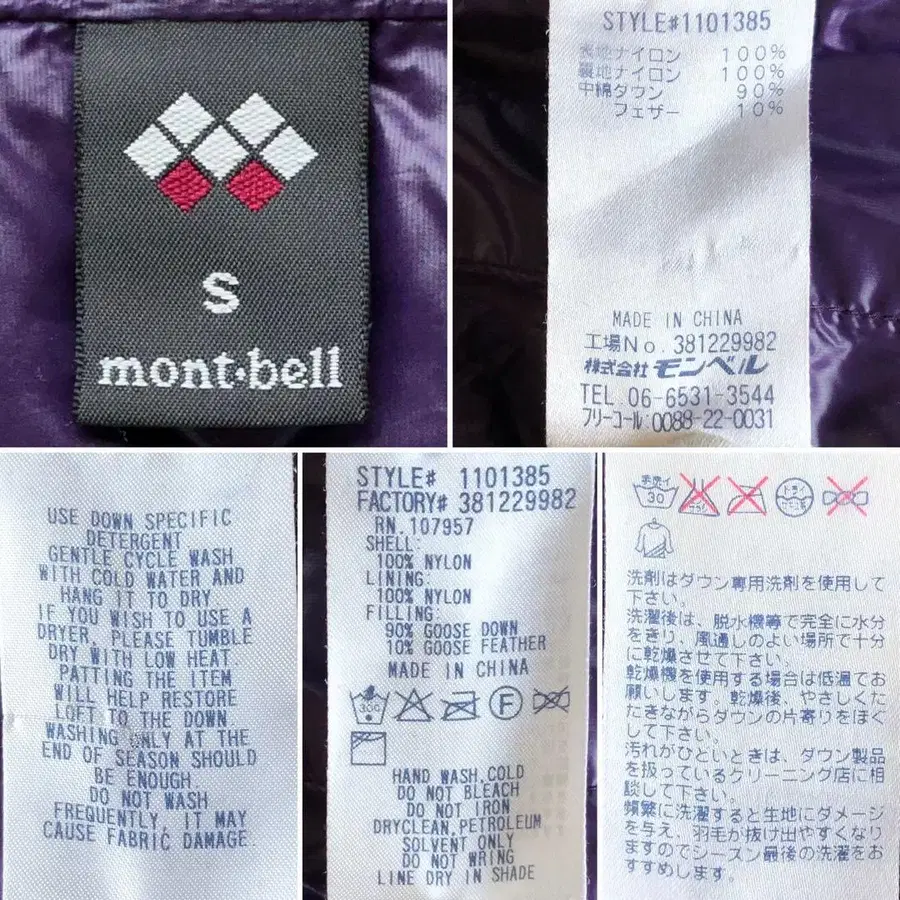 S
mont·bell
STYLE#1101385
表地ナイロン 100%
裏地ナイロン 100%
中綿ダウン 90%
フェザー 10%
MADE IN CHINA
工場No. 381229982
株式会社 モンベル
TEL 06-6531-3544
フリーコール:0088-22-0031
USE DOWN SPECIFIC
DETERGENT
GENTLE CYCLE WASH
WITH COLD WATER AND
HANG IT TO DRY
IF YOU WISH TO USE A
DRYER, PLEASE TUMBLE
DRY WITH LOW HEAT
PATTING THE ITEM
WILL HELP RESTORE
LOFT TO THE DOWN
WASHING ONLY AT THE
END OF SEASON SHOULD
BE ENOUGH.
DO NOT WASH
FREQUENTLY, IT MAY
CAUSE FABRIC DAMAGE.
STYLE# 1101385
FACTORY# 381229982
RN.107957
SHELL:
100% NYLON
LINING:
100% NYLON
FILLING:
90% GOOSE DOWN
10% GOOSE FEATHER
MADE IN CHINA
F
HAND WASH,COLD
DO NOT BLEACH
DO NOT IRON
DRYCLEAN,PETROLEUM
SOLVENT ONLY
DO NOT WRING
LINE DRY IN SHADE
手洗イ
30
ドライ
セキユ系
洗剤はダウン専用洗剤を使用して
下さい。
洗濯後は、脱水機等で完全に水分
をきり、風通しのよい場所で十分
に乾燥させて下さい。
乾燥機を使用する場合は低温でお
願いします。乾燥後、やさしくた
たきながらダウンの片寄りをほぐ
して下さい。
汚れがひどいときは、ダウン製品
を扱っているクリーニング店に相
談して下さい。
頻繁に洗濯すると生地にダメージ
を与え、羽毛が抜け出やすくなり
ますのでシーズン最後の洗濯をお
すすめします。